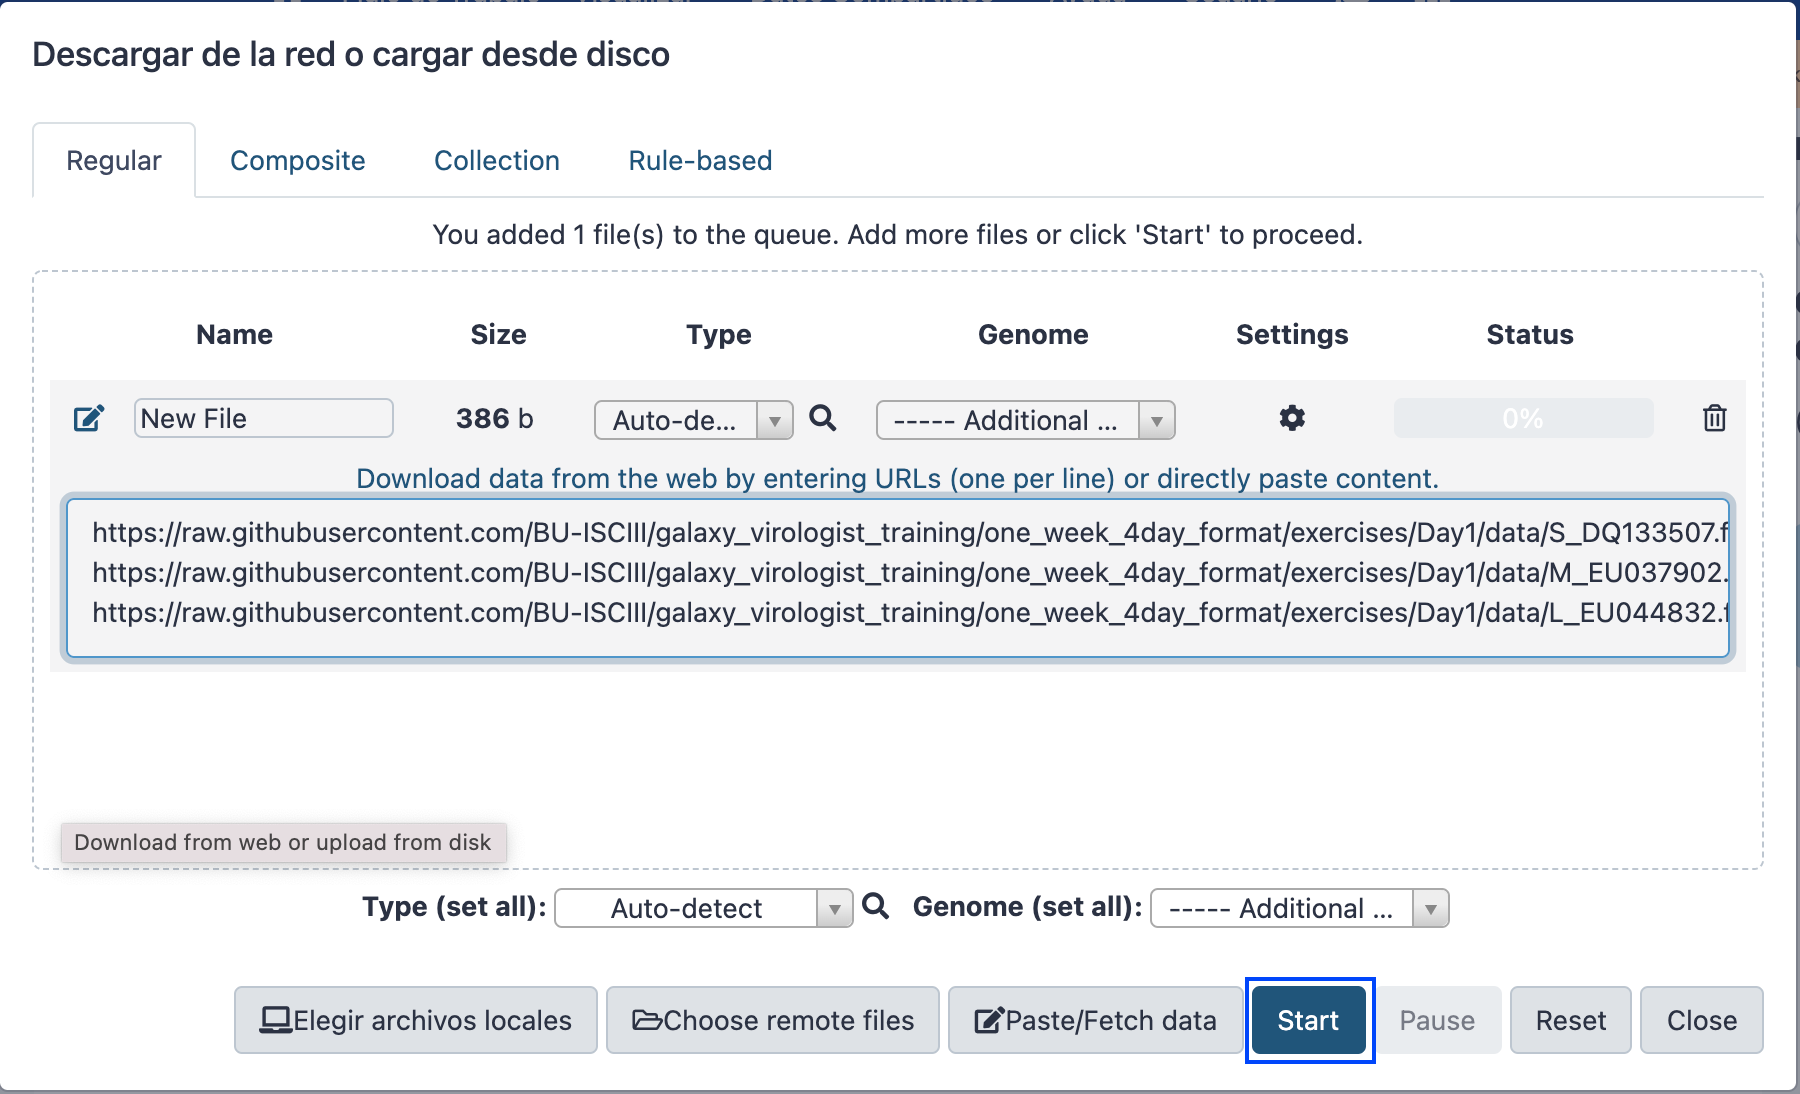 Descargar de la red o cargar desde disco
Regular Composite Collection Rule-based
You added 1 file(s) to the queue. Add more files or click 'Start' to proceed.
Name Size Type Genome Settings Status
New File 386 b Auto-de... ----- Additional ... 0%
Download data from the web by entering URLs (one per line) or directly paste content.
https://raw.githubusercontent.com/BU-ISCIII/galaxy_virologist_training/one_week_4day_format/exercises/Day1/data/S_DQ133507.f
https://raw.githubusercontent.com/BU-ISCIII/galaxy_virologist_training/one_week_4day_format/exercises/Day1/data/M_EU037902.
https://raw.githubusercontent.com/BU-ISCIII/galaxy_virologist_training/one_week_4day_format/exercises/Day1/data/L_EU044832.f
Download from web or upload from disk
Type (set all): Auto-detect Genome (set all): ----- Additional ...
Elegir archivos locales Choose remote files Paste/Fetch data Start Pause Reset Close